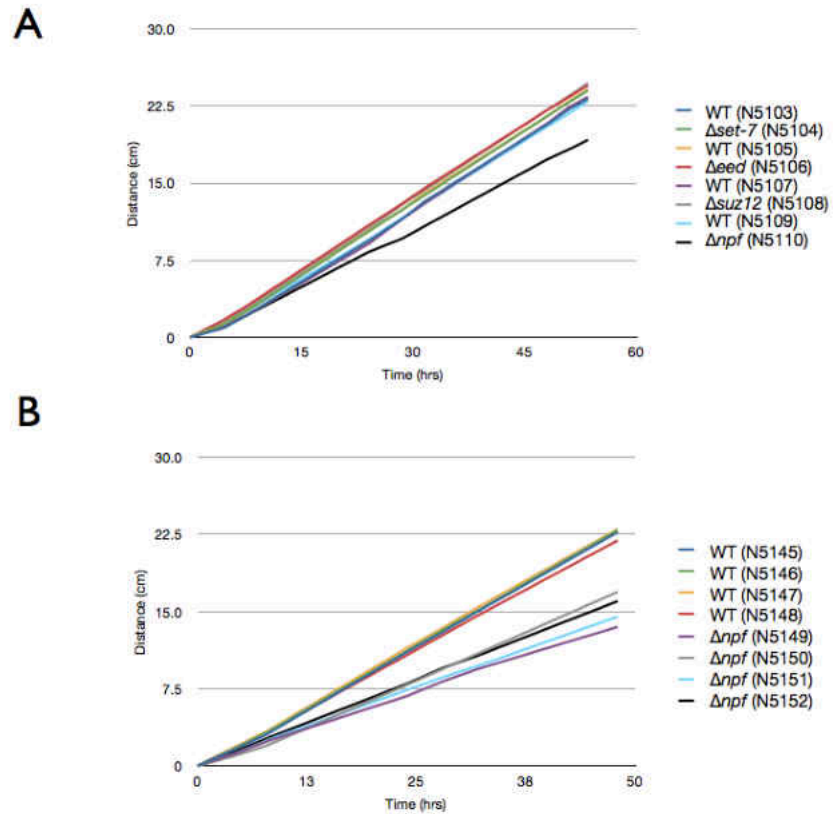 A
30.0
22.5
15.0
7.5
0
Distance (cm)
0 15 30 45 60
Time (hrs)
WT (N5103)
Δset-7 (N5104)
WT (N5105)
Δeed (N5106)
WT (N5107)
Δsuz12 (N5108)
WT (N5109)
Δnpf (N5110)
B
30.0
22.5
15.0
7.5
0
Distance (cm)
0 13 25 38 50
Time (hrs)
WT (N5145)
WT (N5146)
WT (N5147)
WT (N5148)
Δnpf (N5149)
Δnpf (N5150)
Δnpf (N5151)
Δnpf (N5152)